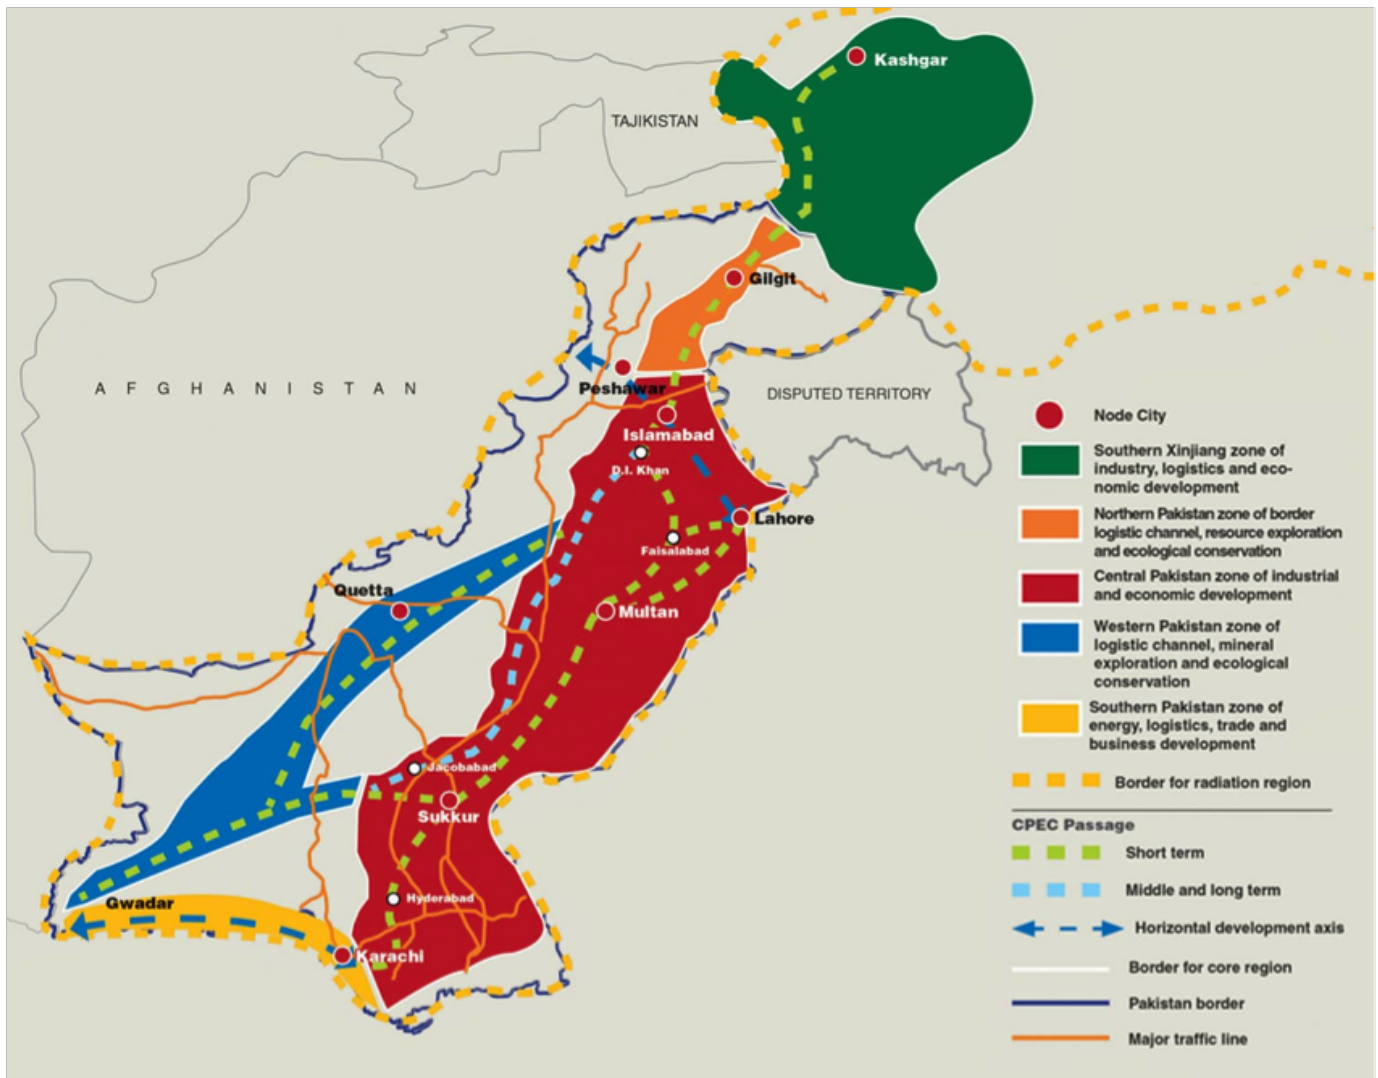 Kashgar
TAJIKISTAN
Gilgit
AFGHANISTAN
Peshawar
DISPUTED TERRITORY
Islamabad
D.I. Khan
Lahore
Faisalabad
Quetta
Multan
Jacobabad
Sukkur
Hyderabad
Gwadar
Karachi
Node City
Southern Xinjiang zone of
industry, logistics and eco-
nomic development
Northern Pakistan zone of border
logistic channel, resource exploration
and ecological conservation
Central Pakistan zone of industrial
and economic development
Western Pakistan zone of
logistic channel, mineral
exploration and ecological
conservation
Southern Pakistan zone of
energy, logistics, trade and
business development
Border for radiation region
CPEC Passage
Short term
Middle and long term
Horizontal development axis
Border for core region
Pakistan border
Major traffic line